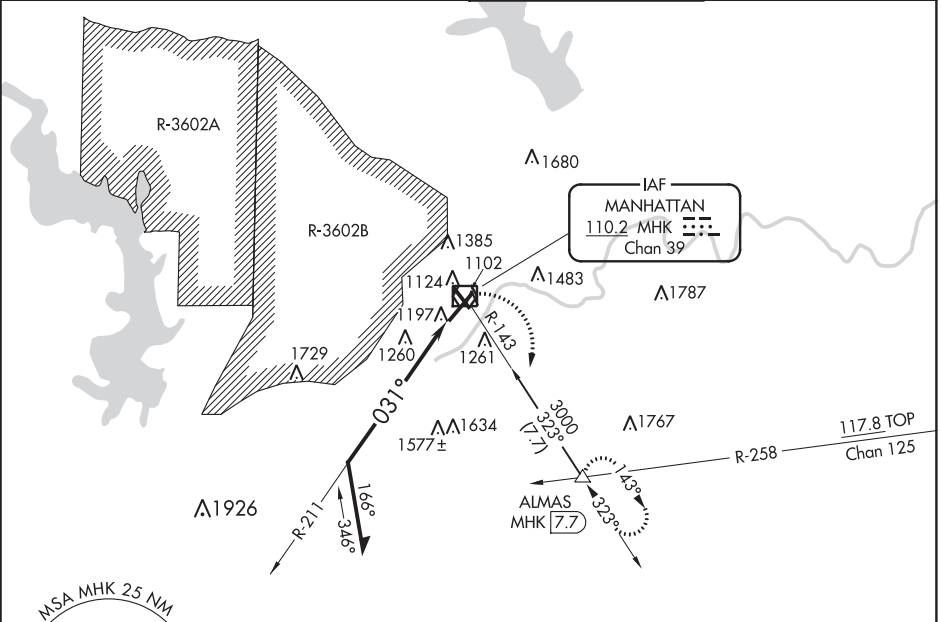 R-3602A
R-3602B
1680
IAF
MANHATTAN
110.2 MHK
Chan 39
1385
1102
1124
1483
1787
1197
R-143
1260
1261
1729
031°
3000
323°
(7.7)
1577± 1634
1767
117.8 TOP
Chan 125
R-258
ALMAS
MHK 7.7
143°
323°
1926
R-211
166°
346°
MSA MHK 25 NM